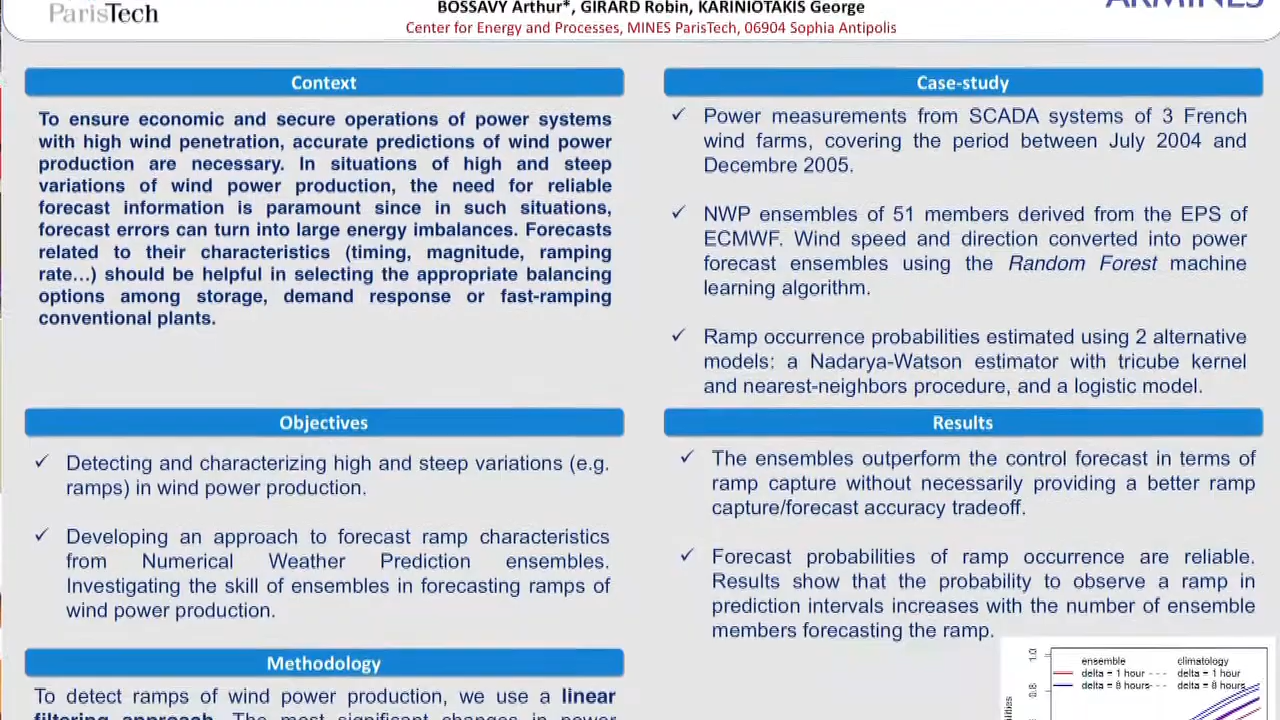 ParisTech
BOSSAVY Arthur*, GIRARD Robin, KARINIOTAKIS George
ARMINES
Center for Energy and Processes, MINES ParisTech, 06904 Sophia Antipolis
Context
To ensure economic and secure operations of power systems
with high wind penetration, accurate predictions of wind power
production are necessary. In situations of high and steep
variations of wind power production, the need for reliable
forecast information is paramount since in such situations,
forecast errors can turn into large energy imbalances. Forecasts
related to their characteristics (timing, magnitude, ramping
rate...) should be helpful in selecting the appropriate balancing
options among storage, demand response or fast-ramping
conventional plants.
Objectives
✓ Detecting and characterizing high and steep variations (e.g.
ramps) in wind power production.
✓ Developing an approach to forecast ramp characteristics
from Numerical Weather Prediction ensembles.
Investigating the skill of ensembles in forecasting ramps of
wind power production.
Methodology
To detect ramps of wind power production, we use a linear
filtering approach. The most significant changes in power
Case-study
✓ Power measurements from SCADA systems of 3 French
wind farms, covering the period between July 2004 and
Decembre 2005.
✓ NWP ensembles of 51 members derived from the EPS of
ECMWF. Wind speed and direction converted into power
forecast ensembles using the Random Forest machine
learning algorithm.
✓ Ramp occurrence probabilities estimated using 2 alternative
models: a Nadarya-Watson estimator with tricube kernel
and nearest-neighbors procedure, and a logistic model.
Results
✓ The ensembles outperform the control forecast in terms of
ramp capture without necessarily providing a better ramp
capture/forecast accuracy tradeoff.
✓ Forecast probabilities of ramp occurrence are reliable.
Results show that the probability to observe a ramp in
prediction intervals increases with the number of ensemble
members forecasting the ramp.
1.0
0.8
ensemble climatology
delta = 1 hour delta = 1 hour
delta = 8 hours delta = 8 hours